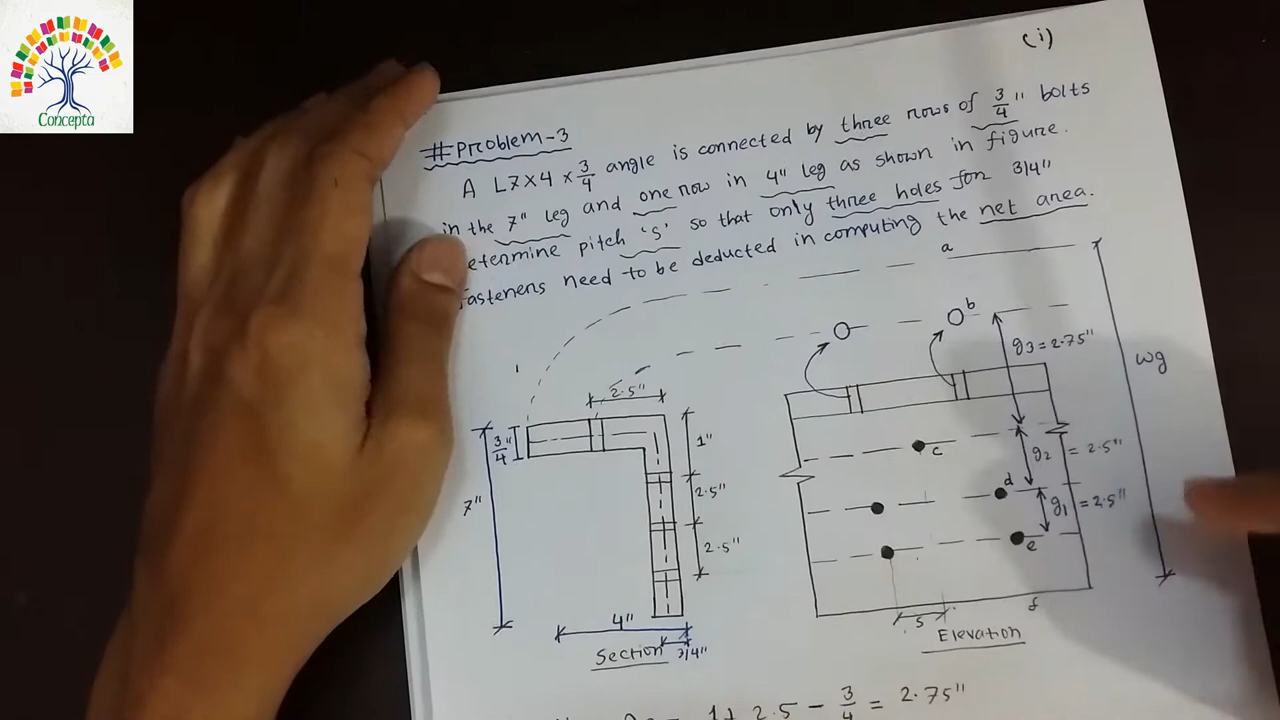 Concepta
(i)
#Problem-3
A L7×4×3/4 angle is connected by three rows of 3/4" bolts
in the 7" leg and one row in 4" leg as shown in figure.
etermine pitch 's' so that only three holes for 3/4"
fasteners need to be deducted in computing the net area.
a
b
g3=2.75"
wg
2.5"
3/4"
1"
c
g2 = 2.5"
7"
2.5"
d
g1 = 2.5"
2.5"
e
4"
s
f
Section
3/4"
Elevation
1+2.5-3/4=2.75"